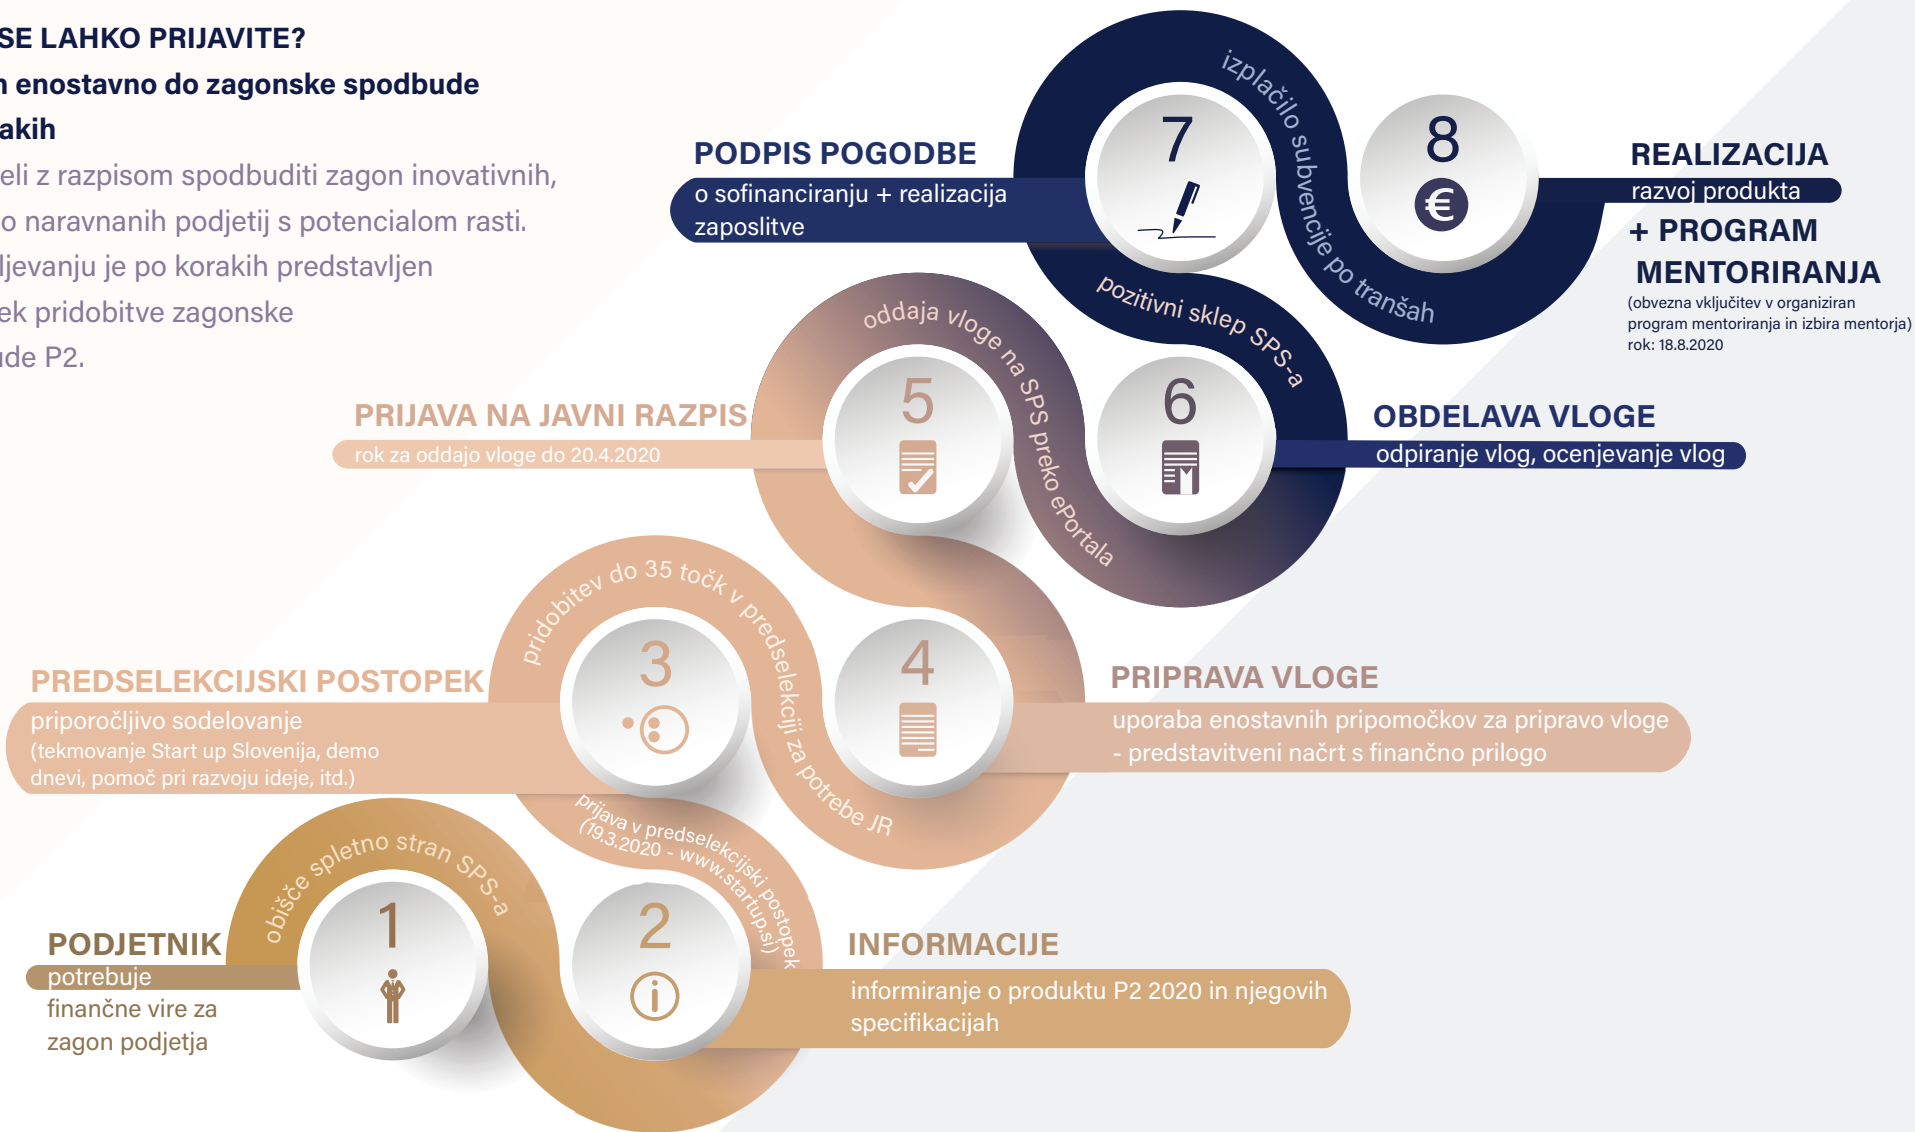 SE LAHKO PRIJAVITE?
enostavno do zagonske spodbude
z razpisom spodbuditi zagon inovativnih,
naravnanih podjetij s potencialom rasti.
je po korakih predstavljen
pridobitve zagonske
P2.
izplačilo subvencije po tranšah
7
8
PODPIS POGODBE
o sofinanciranju + realizacija
zaposlitve
REALIZACIJA
razvoj produkta
+ PROGRAM
MENTORIRANJA
(obvezna vključitev v organiziran
program mentoriranja in izbira mentorja)
rok: 18.8.2020
pozitivni sklep SPS-a
oddaja vloge na SPS preko ePortala
5
6
PRIJAVA NA JAVNI RAZPIS
rok za oddajo vloge do 20.4.2020
OBDELAVA VLOGE
odpiranje vlog, ocenjevanje vlog
pridobitev do 35 točk v predselekciji za potrebe JR
3
4
PREDSELEKCIJSKI POSTOPEK
priporočljivo sodelovanje
(tekmovanje Start up Slovenija, demo
dnevi, pomoč pri razvoju ideje, itd.)
PRIPRAVA VLOGE
uporaba enostavnih pripomočkov za pripravo vloge
- predstavitveni načrt s finančno prilogo
prijava v predselekcijski postopek
(19.3.2020 - www.startup.si)
obišče spletno stran SPS-a
1
2
PODJETNIK
potrebuje
finančne vire za
zagon podjetja
INFORMACIJE
informiranje o produktu P2 2020 in njegovih
specifikacijah